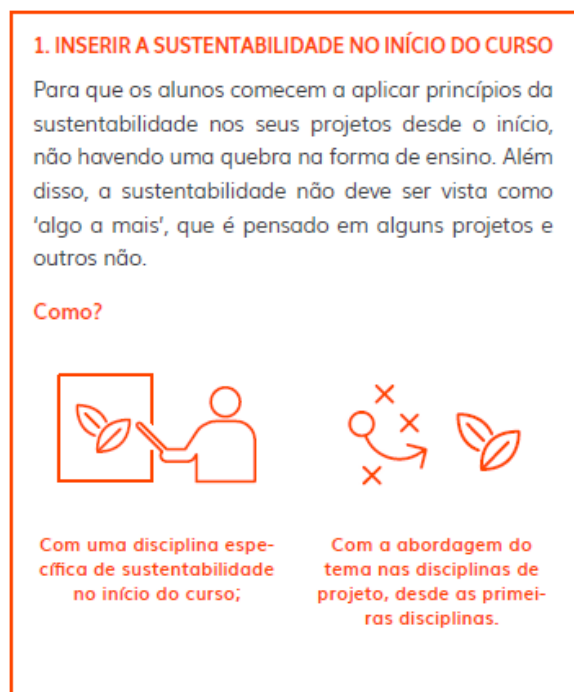 1. INSERIR A SUSTENTABILIDADE NO INÍCIO DO CURSO
Para que os alunos comecem a aplicar princípios da
sustentabilidade nos seus projetos desde o início,
não havendo uma quebra na forma de ensino. Além
disso, a sustentabilidade não deve ser vista como
'algo a mais', que é pensado em alguns projetos e
outros não.
Como?
Com uma disciplina espe-
cífica de sustentabilidade
no início do curso;
Com a abordagem do
tema nas disciplinas de
projeto, desde as primei-
ras disciplinas.